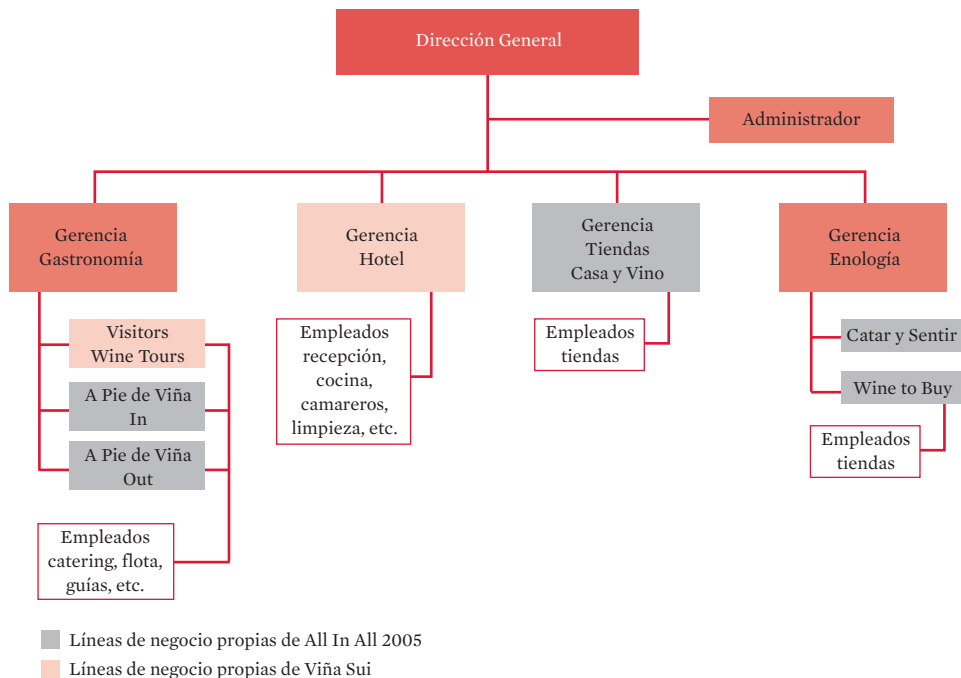 Dirección General
Administrador
Gerencia
Gastronomía
Gerencia
Hotel
Gerencia
Tiendas
Casa y Vino
Gerencia
Enología
Visitors
Wine Tours
A Pie de Viña
In
A Pie de Viña
Out
Empleados
catering, flota,
guías, etc.
Empleados
recepción,
cocina,
camareros,
limpieza, etc.
Empleados
tiendas
Catar y Sentir
Wine to Buy
Empleados
tiendas
Líneas de negocio propias de All In All 2005
Líneas de negocio propias de Viña Sui